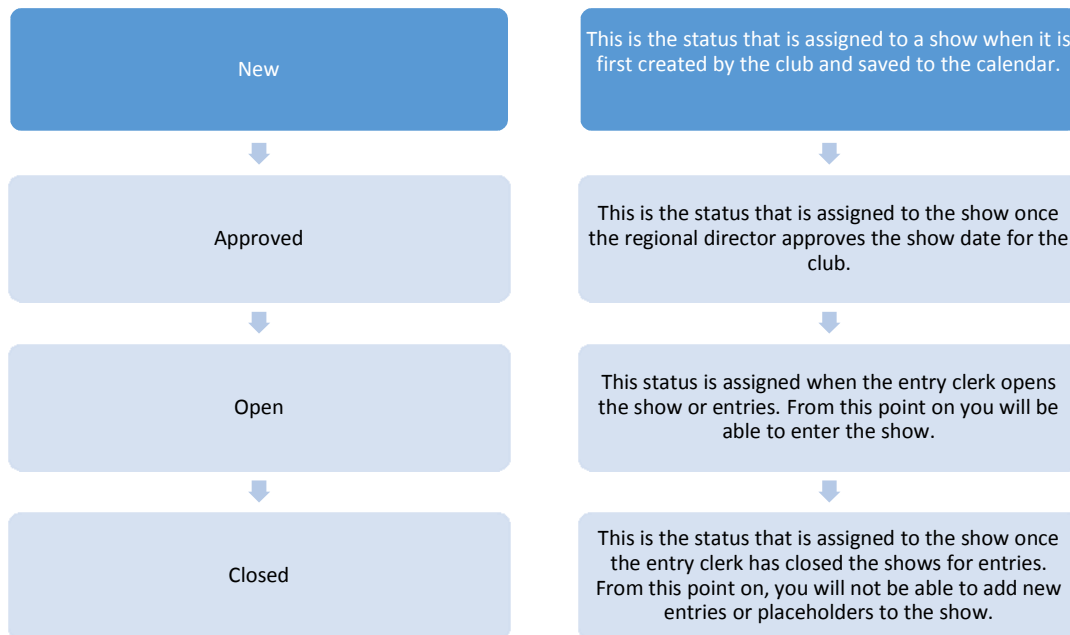 New
This is the status that is assigned to a show when it is
first created by the club and saved to the calendar.
Approved
This is the status that is assigned to the show once
the regional director approves the show date for the
club.
Open
This status is assigned when the entry clerk opens
the show or entries. From this point on you will be
able to enter the show.
Closed
This is the status that is assigned to the show once
the entry clerk has closed the shows for entries.
From this point on, you will not be able to add new
entries or placeholders to the show.